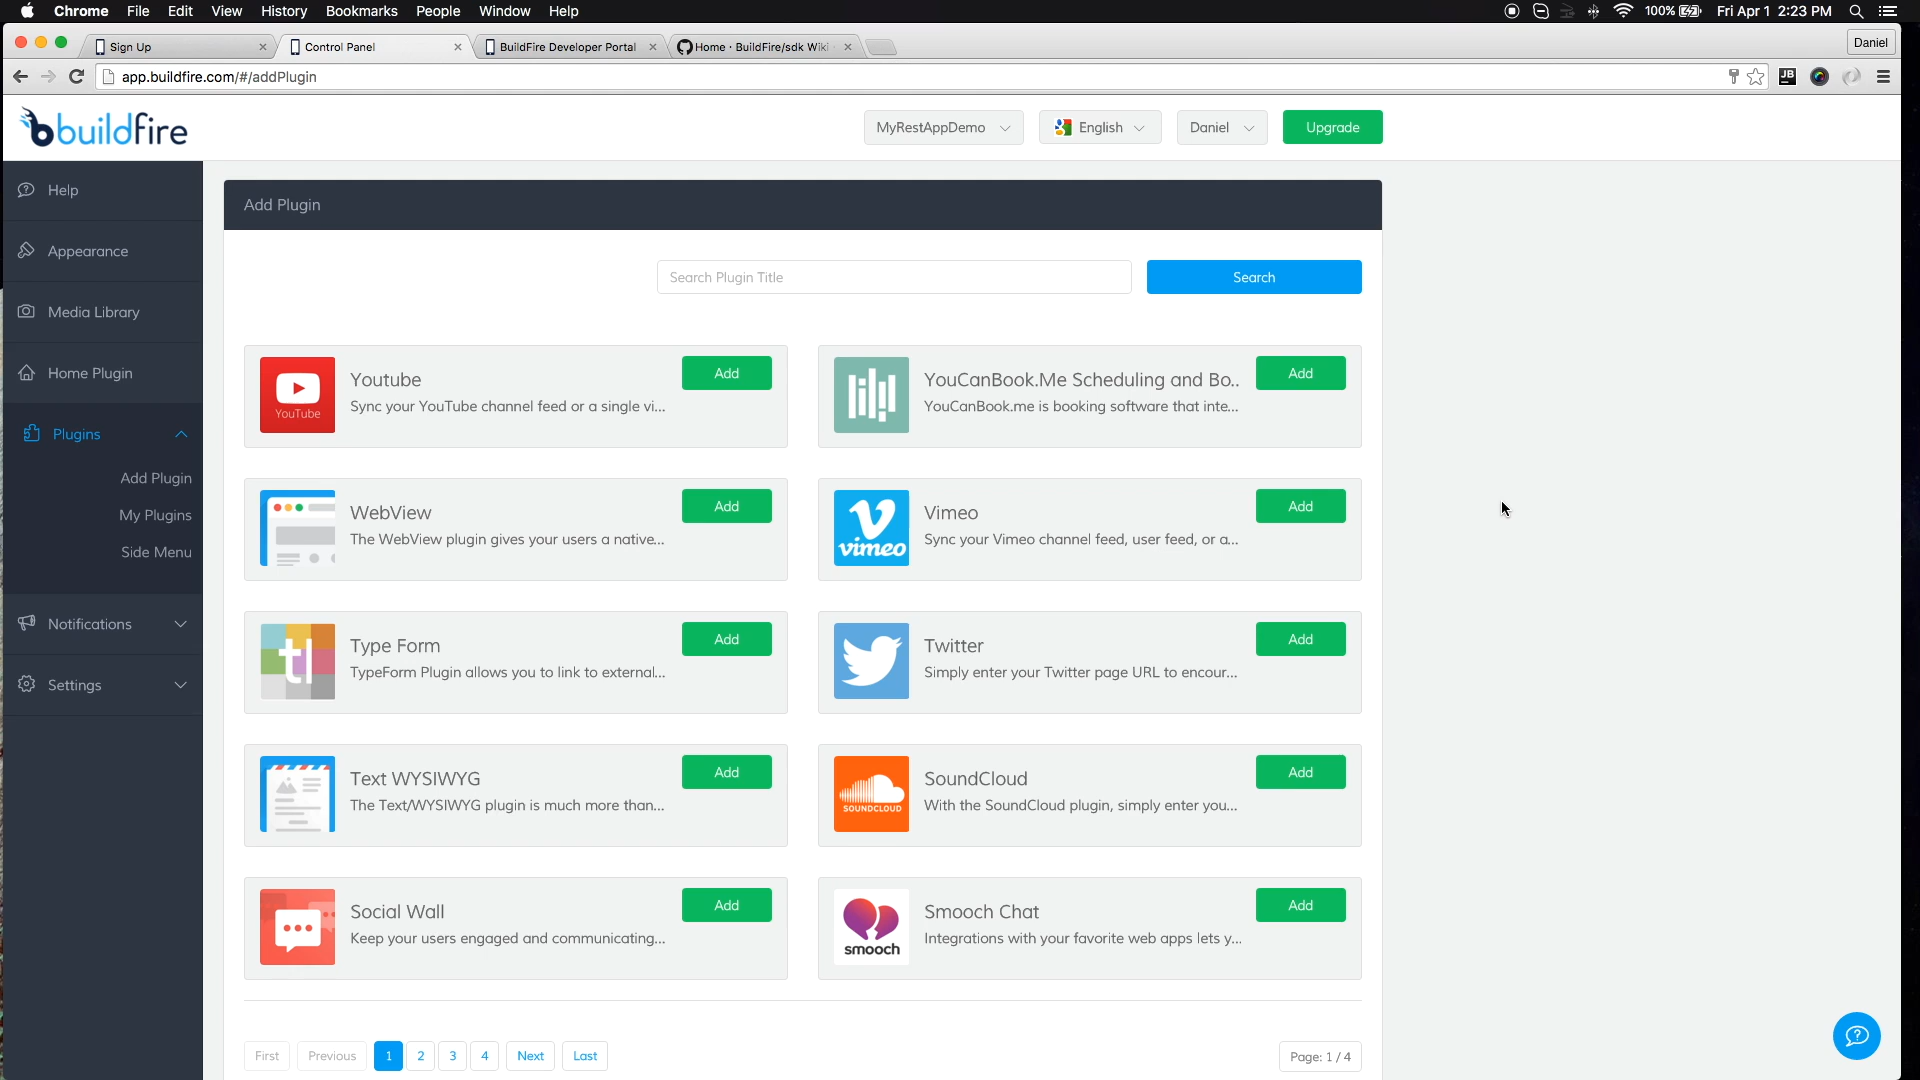 Chrome File Edit View History Bookmarks People Window Help 100% Fri Apr 1 2:23 PM
Sign Up Control Panel BuildFire Developer Portal Home · BuildFire/sdk Wiki Daniel
app.buildfire.com/#/addPlugin JB
buildfire MyRestAppDemo English Daniel Upgrade
Help
Appearance
Media Library
Home Plugin
Plugins
Add Plugin
My Plugins
Side Menu
Notifications
Settings
Add Plugin
Search Plugin Title Search
YouTube
Youtube
Sync your YouTube channel feed or a single vi...
Add
YouCanBook.Me Scheduling and Bo..
YouCanBook.me is booking software that inte...
Add
WebView
The WebView plugin gives your users a native...
Add
vimeo
Vimeo
Sync your Vimeo channel feed, user feed, or a...
Add
Type Form
TypeForm Plugin allows you to link to external...
Add
Twitter
Simply enter your Twitter page URL to encour...
Add
Text WYSIWYG
The Text/WYSIWYG plugin is much more than...
Add
SOUNDCLOUD
SoundCloud
With the SoundCloud plugin, simply enter you...
Add
Social Wall
Keep your users engaged and communicating...
Add
smooch
Smooch Chat
Integrations with your favorite web apps lets y...
Add
First Previous 1 2 3 4 Next Last Page: 1 / 4